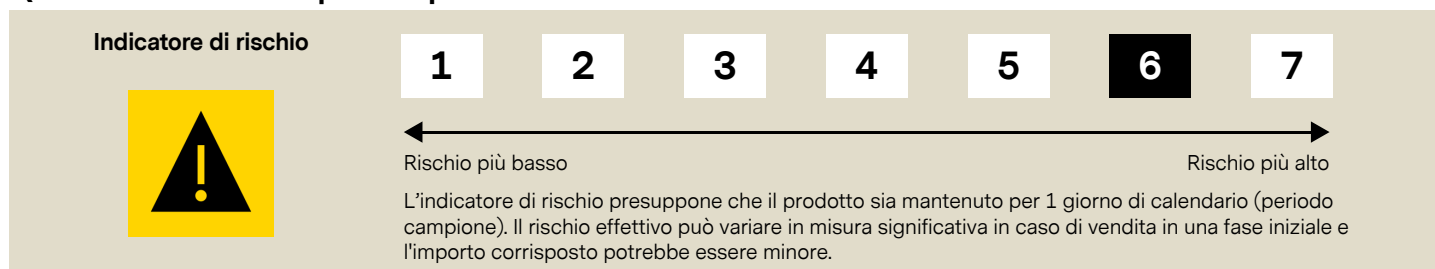 Indicatore di rischio
1 2 3 4 5 6 7
Rischio più basso Rischio più alto
L'indicatore di rischio presuppone che il prodotto sia mantenuto per 1 giorno di calendario (periodo
campione). Il rischio effettivo può variare in misura significativa in caso di vendita in una fase iniziale e
l'importo corrisposto potrebbe essere minore.